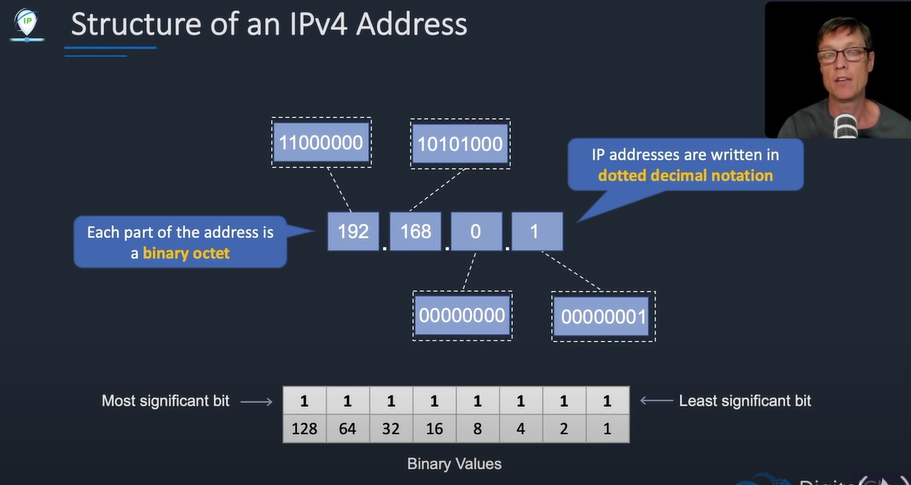 IP
Structure of an IPv4 Address
11000000
10101000
IP addresses are written in
dotted decimal notation
Each part of the address is
a binary octet
192.168.0.1
00000000
00000001
Most significant bit
1 1 1 1 1 1 1 1
128 64 32 16 8 4 2 1
Least significant bit
Binary Values